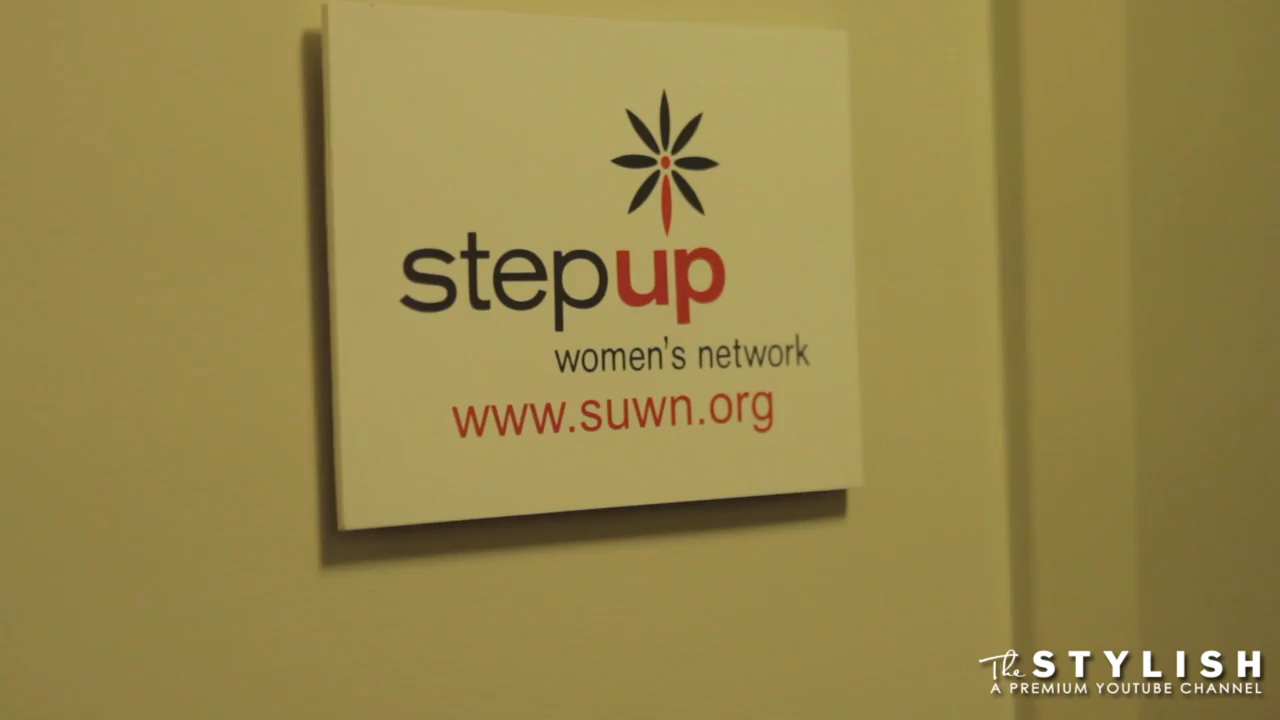 stepup
women's network
www.suwn.org
The STYLISH
A PREMIUM YOUTUBE CHANNEL